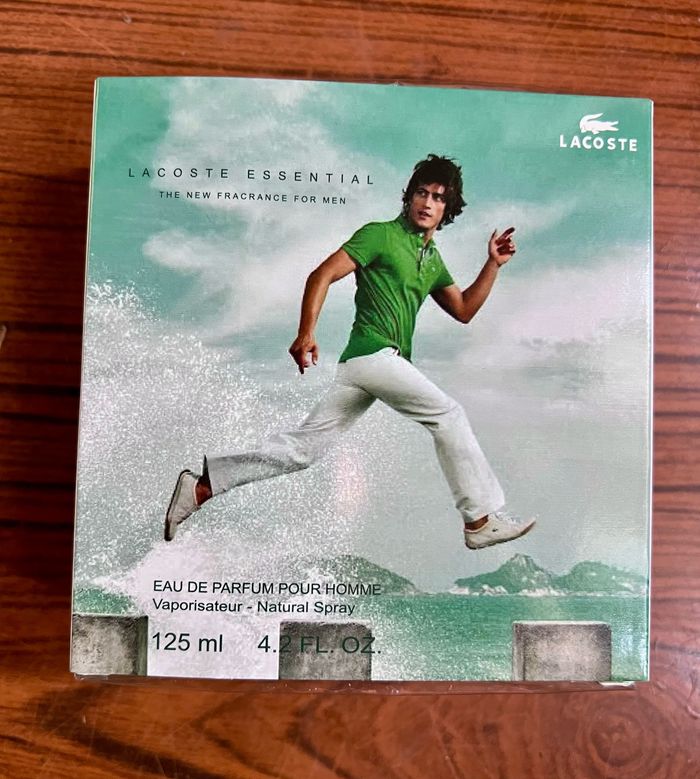 LACOSTE
LACOSTE ESSENTIAL
THE NEW FRACRANCE FOR MEN
EAU DE PARFUM POUR HOMME
Vaporisateur - Natural Spray
125 ml 4.2 FL. OZ.